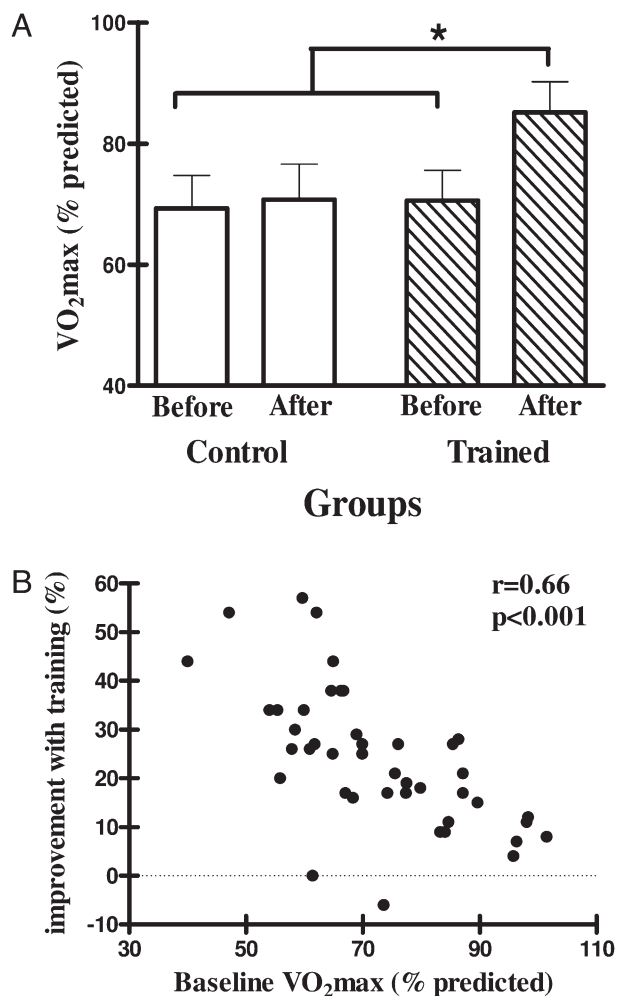 A
100
80
60
40
VO2max (% predicted)
*
Before After Before After
Control Trained
Groups
B
60
50
40
30
20
10
0
-10
improvement with training (%)
r=0.66
p<0.001
30 50 70 90 110
Baseline VO2max (% predicted)